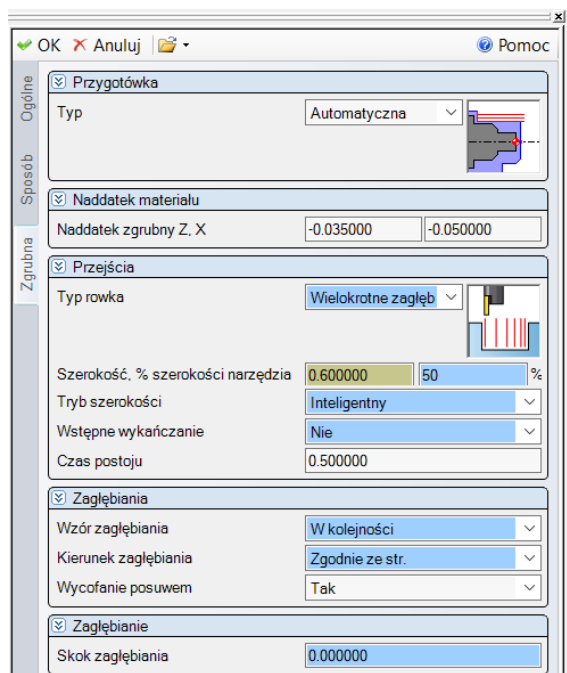 x
OK Anuluj Pomoc
Ogólne
Sposób
Zgrubna
Przygotówka
Typ Automatyczna
Naddatek materiału
Naddatek zgrubny Z, X -0.035000 -0.050000
Przejścia
Typ rowka Wielokrotne zagłęb
Szerokość, % szerokości narzędzia 0.600000 50 %
Tryb szerokości Inteligentny
Wstępne wykańczanie Nie
Czas postoju 0.500000
Zagłębiania
Wzór zagłębiania W kolejności
Kierunek zagłębiania Zgodnie ze str.
Wycofanie posuwem Tak
Zagłębianie
Skok zagłębiania 0.000000